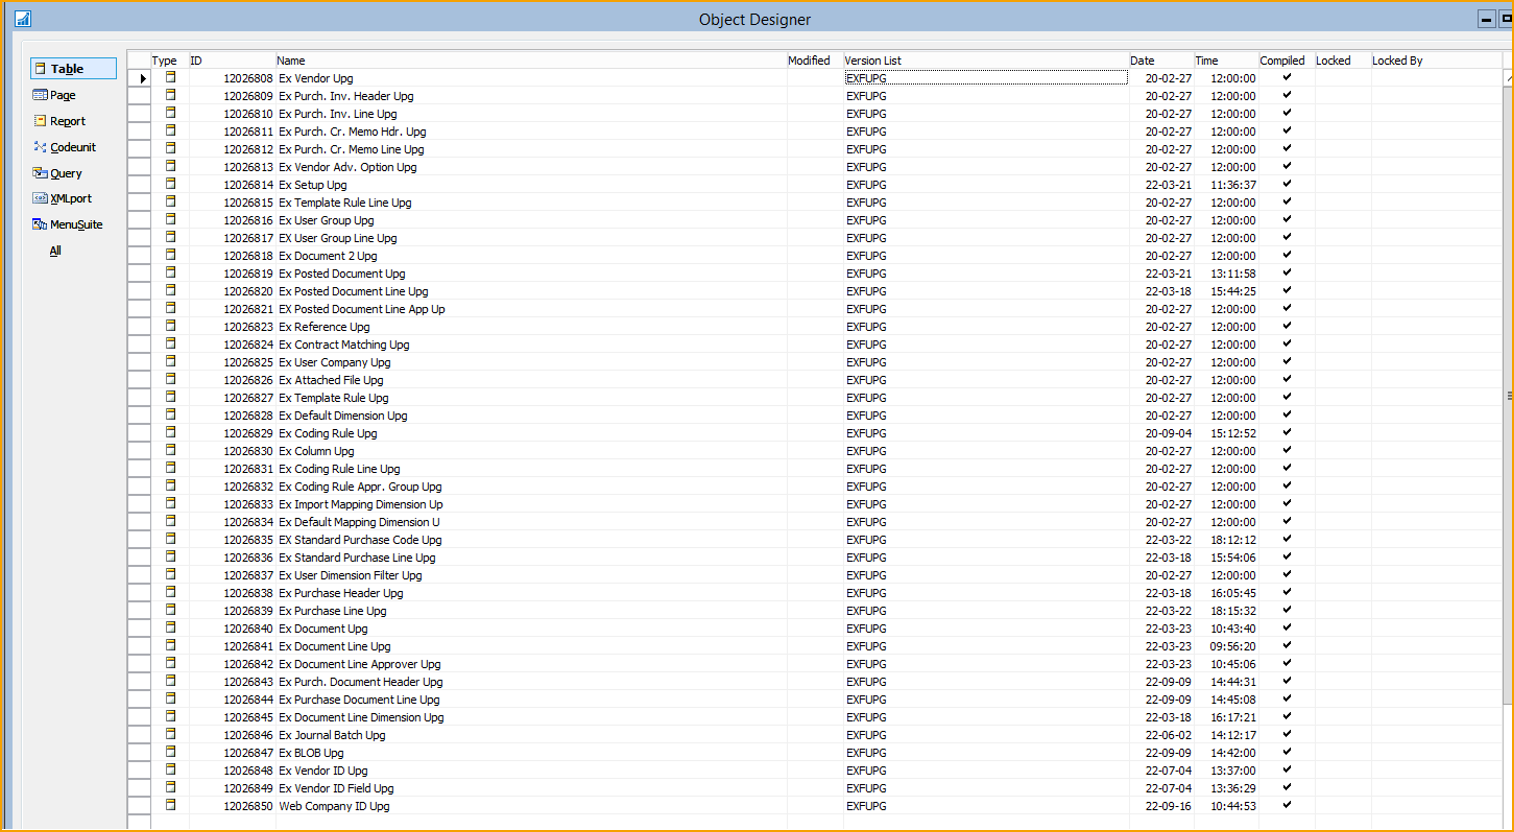 Object Designer
Table
Page
Report
Codeunit
Query
XMLport
MenuSuite
All
Type ID Name Modified Version List Date Time Compiled Locked Locked By
12026808 Ex Vendor Upg EXFUPG 20-02-27 12:00:00
12026809 Ex Purch. Inv. Header Upg EXFUPG 20-02-27 12:00:00
12026810 Ex Purch. Inv. Line Upg EXFUPG 20-02-27 12:00:00
12026811 Ex Purch. Cr. Memo Hdr. Upg EXFUPG 20-02-27 12:00:00
12026812 Ex Purch. Cr. Memo Line Upg EXFUPG 20-02-27 12:00:00
12026813 Ex Vendor Adv. Option Upg EXFUPG 20-02-27 12:00:00
12026814 Ex Setup Upg EXFUPG 22-03-21 11:36:37
12026815 Ex Template Rule Line Upg EXFUPG 20-02-27 12:00:00
12026816 Ex User Group Upg EXFUPG 20-02-27 12:00:00
12026817 EX User Group Line Upg EXFUPG 20-02-27 12:00:00
12026818 Ex Document 2 Upg EXFUPG 20-02-27 12:00:00
12026819 Ex Posted Document Upg EXFUPG 22-03-21 13:11:58
12026820 Ex Posted Document Line Upg EXFUPG 22-03-18 15:44:25
12026821 EX Posted Document Line App Up EXFUPG 20-02-27 12:00:00
12026823 Ex Reference Upg EXFUPG 20-02-27 12:00:00
12026824 Ex Contract Matching Upg EXFUPG 20-02-27 12:00:00
12026825 Ex User Company Upg EXFUPG 20-02-27 12:00:00
12026826 Ex Attached File Upg EXFUPG 20-02-27 12:00:00
12026827 Ex Template Rule Upg EXFUPG 20-02-27 12:00:00
12026828 Ex Default Dimension Upg EXFUPG 20-02-27 12:00:00
12026829 Ex Coding Rule Upg EXFUPG 20-09-04 15:12:52
12026830 Ex Column Upg EXFUPG 20-02-27 12:00:00
12026831 Ex Coding Rule Line Upg EXFUPG 20-02-27 12:00:00
12026832 Ex Coding Rule Appr. Group Upg EXFUPG 20-02-27 12:00:00
12026833 Ex Import Mapping Dimension Up EXFUPG 20-02-27 12:00:00
12026834 Ex Default Mapping Dimension U EXFUPG 20-02-27 12:00:00
12026835 EX Standard Purchase Code Upg EXFUPG 22-03-22 18:12:12
12026836 Ex Standard Purchase Line Upg EXFUPG 22-03-18 15:54:06
12026837 Ex User Dimension Filter Upg EXFUPG 20-02-27 12:00:00
12026838 Ex Purchase Header Upg EXFUPG 22-03-18 16:05:45
12026839 Ex Purchase Line Upg EXFUPG 22-03-22 18:15:32
12026840 Ex Document Upg EXFUPG 22-03-23 10:43:40
12026841 Ex Document Line Upg EXFUPG 22-03-23 09:56:20
12026842 Ex Document Line Approver Upg EXFUPG 22-03-23 10:45:06
12026843 Ex Purch. Document Header Upg EXFUPG 22-09-09 14:44:31
12026844 Ex Purchase Document Line Upg EXFUPG 22-09-09 14:45:08
12026845 Ex Document Line Dimension Upg EXFUPG 22-03-18 16:17:21
12026846 Ex Journal Batch Upg EXFUPG 22-06-02 14:12:17
12026847 Ex BLOB Upg EXFUPG 22-09-09 14:42:00
12026848 Ex Vendor ID Upg EXFUPG 22-07-04 13:37:00
12026849 Ex Vendor ID Field Upg EXFUPG 22-07-04 13:36:29
12026850 Web Company ID Upg EXFUPG 22-09-16 10:44:53